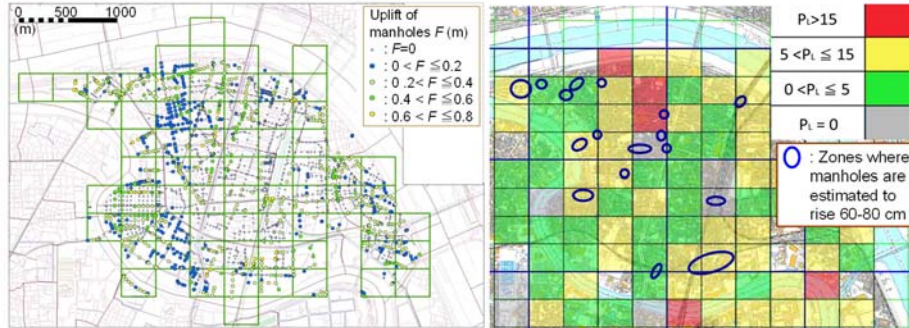 0 500 1000
(m)
Uplift of
manholes F (m)
: F=0
: 0 < F ≦0.2
: 0.2< F ≦0.4
: 0.4 < F ≦0.6
: 0.6 < F ≦0.8
PL>15
5 <PL ≦ 15
0 <PL ≦ 5
PL = 0
: Zones where
manholes are
estimated to
rise 60-80 cm